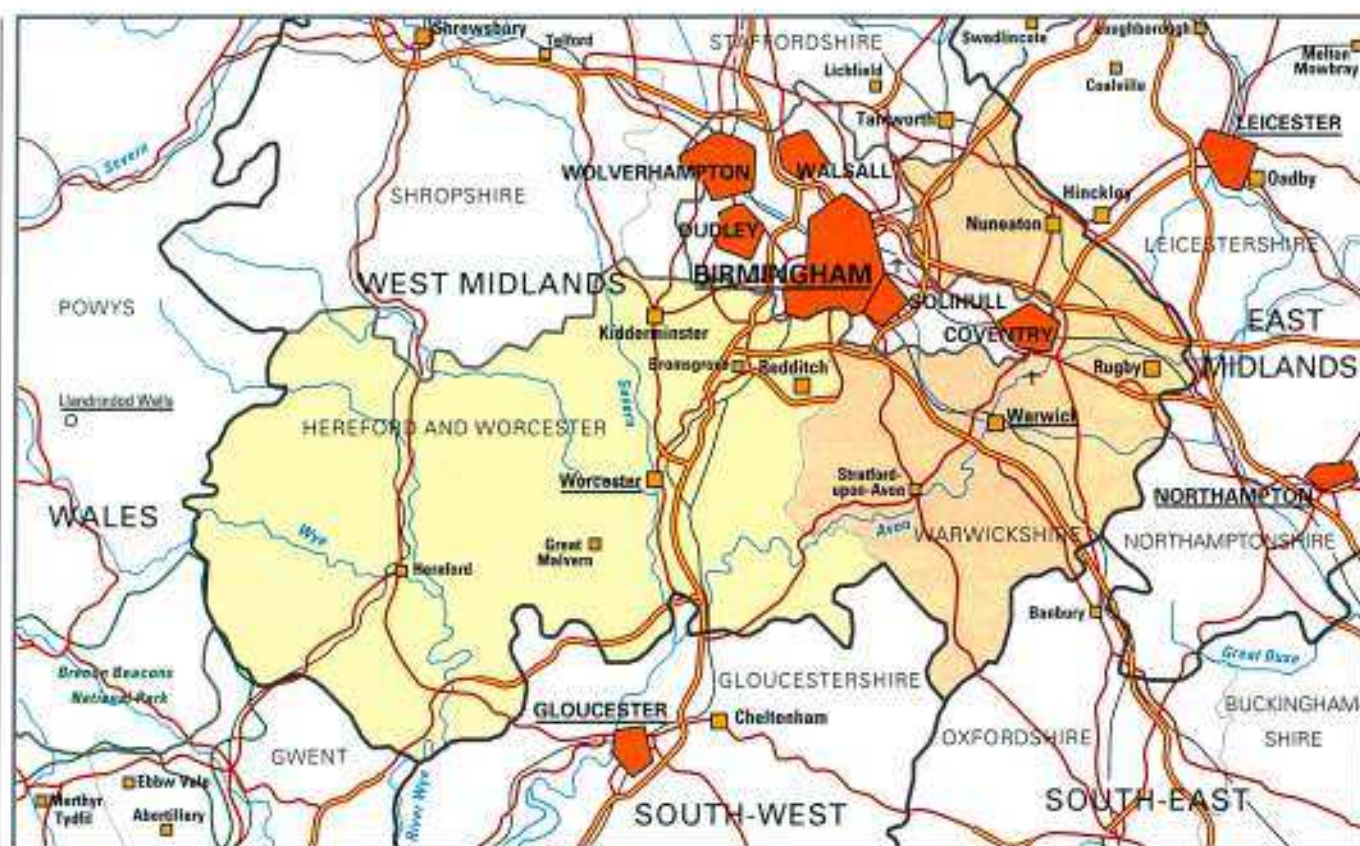 Shrewsbury
Telford
STAFFORDSHIRE
Swadlincote
Loughborough
Melton
Mowbray
Lichfield
Coalville
Tamworth
LEICESTER
Severn
WOLVERHAMPTON
WALSALL
Oadby
SHROPSHIRE
Hinckley
Nuneaton
DUDLEY
LEICESTERSHIRE
BIRMINGHAM
WEST MIDLANDS
POWYS
SOLIHULL
EAST
MIDLANDS
Kidderminster
COVENTRY
Bromsgrove
Redditch
Rugby
Llandrindod Wells
Severn
Warwick
HEREFORD AND WORCESTER
Worcester
Stratford-
upon-Avon
NORTHAMPTON
WALES
Wye
Avon
WARWICKSHIRE
NORTHAMPTONSHIRE
Great
Malvern
Hereford
Banbury
Great Ouse
Brecon Beacons
National Park
GLOUCESTERSHIRE
BUCKINGHAM
SHIRE
GLOUCESTER
Cheltenham
OXFORDSHIRE
GWENT
Ebbw Vale
Merthyr
Tydfil
Abertillery
River Wye
SOUTH-WEST
SOUTH-EAST